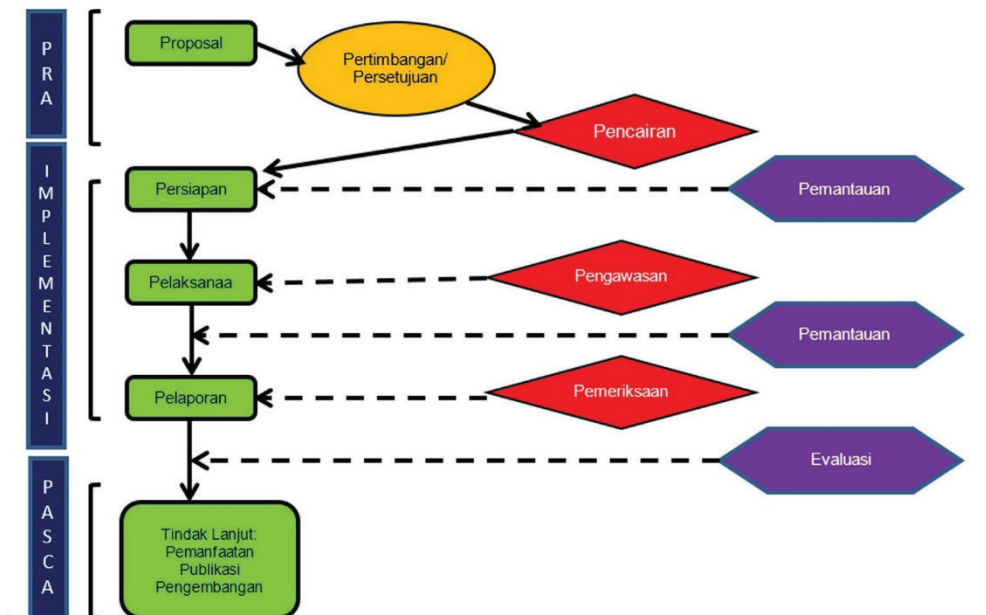 PRA
Proposal
Pertimbangan/
Persetujuan
Pencairan
IMPLEMENTASI
Persiapan
Pemantauan
Pelaksanaa
Pengawasan
Pemantauan
Pelaporan
Pemeriksaan
Evaluasi
PASCA
Tindak Lanjut:
Pemanfaatan
Publikasi
Pengembangan